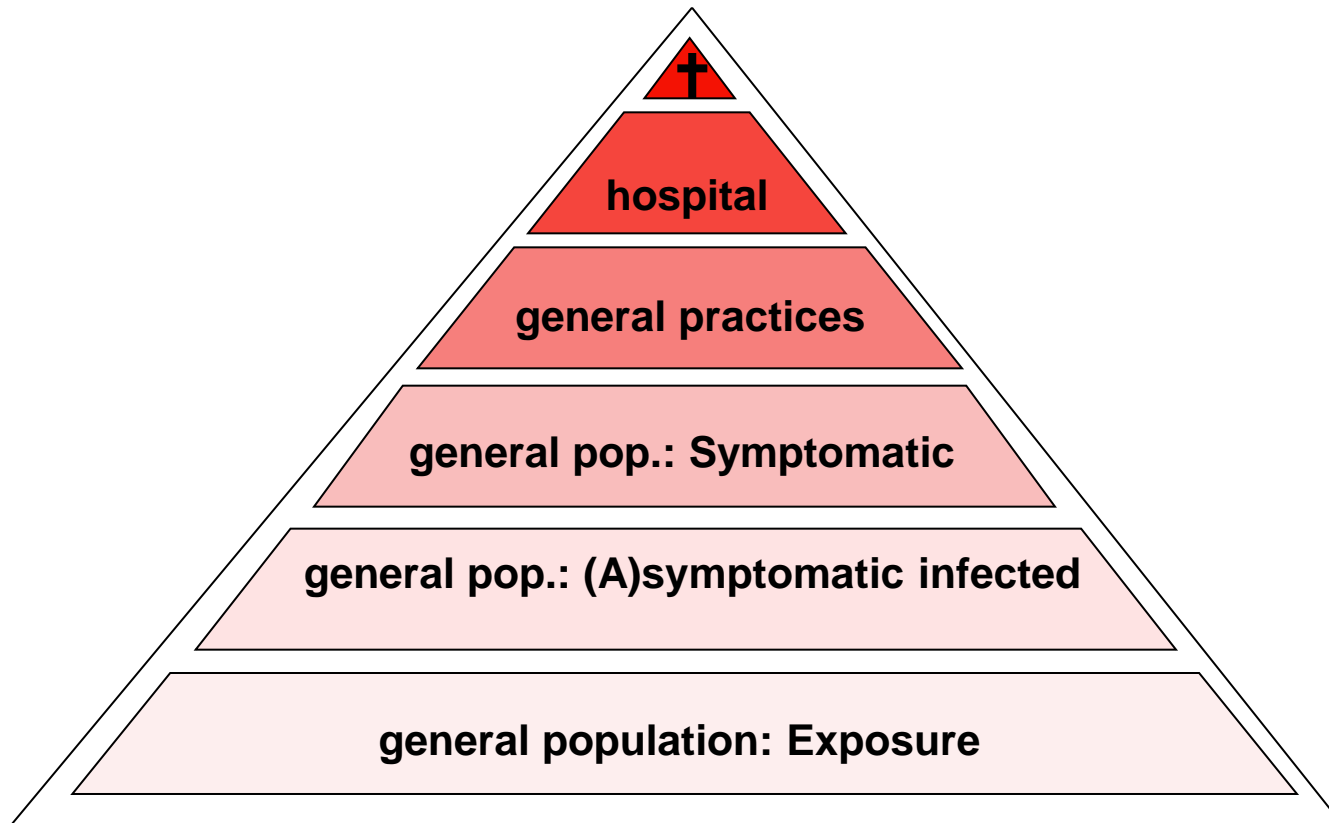 hospital
general practices
general pop.: Symptomatic
general pop.: (A)symptomatic infected
general population: Exposure